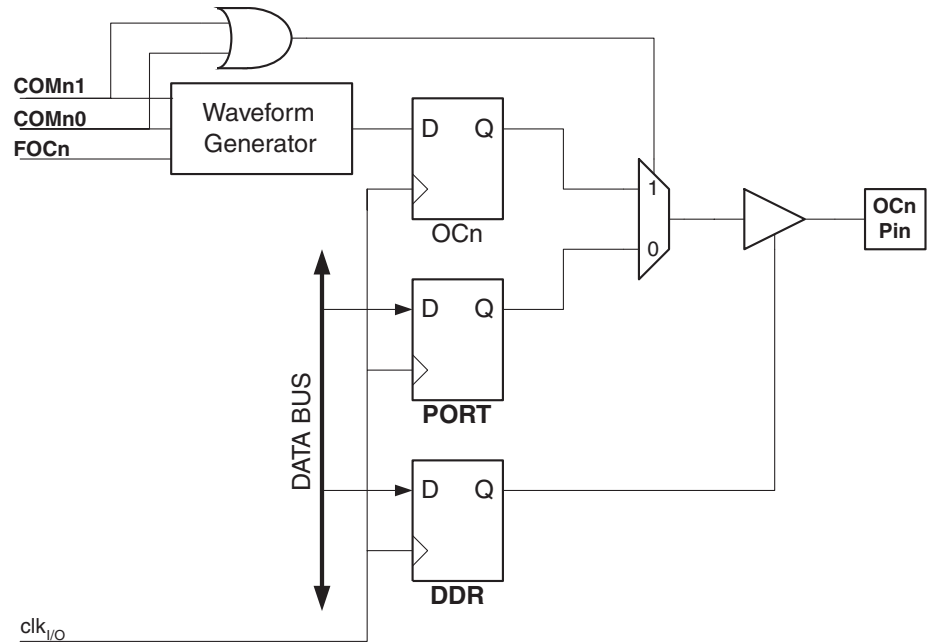 COMn1
COMn0
FOCn
Waveform
Generator
D Q
OCn
1
0
OCn
Pin
D Q
PORT
DATA BUS
D Q
DDR
clkI/O